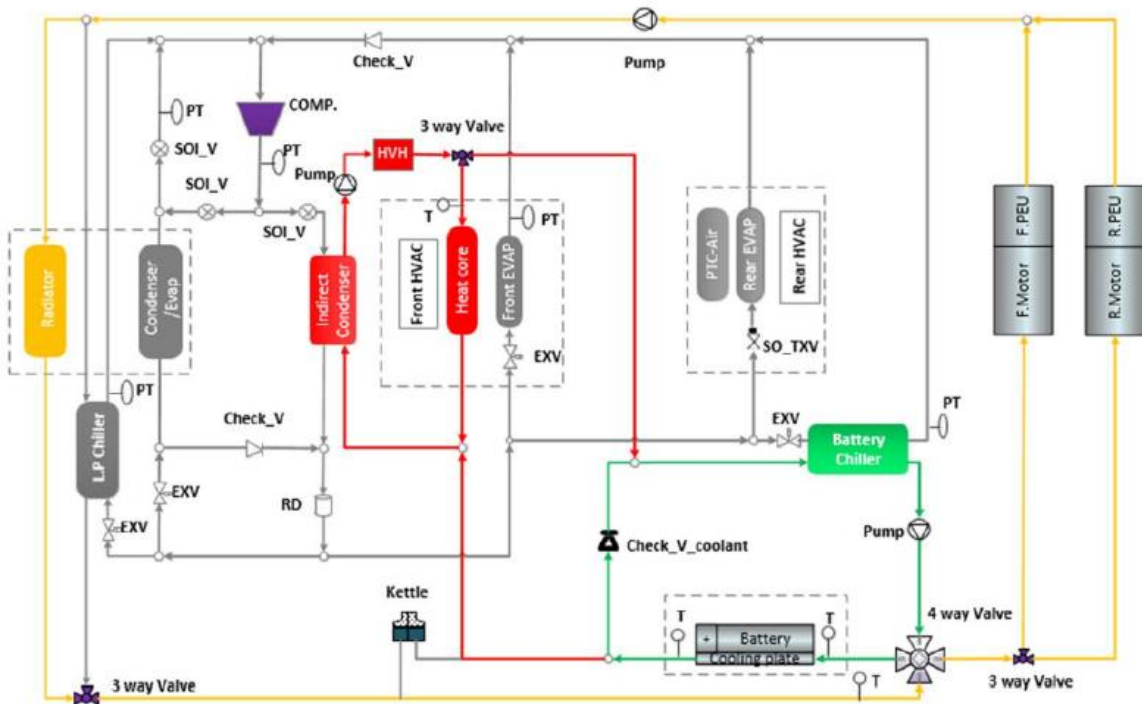 Pump
Check_V
PT
COMP.
3 way Valve
SOI_V
PT
HVH
Pump
SOI_V
SOI_V
T
PT
Radiator
Condenser
/Evap
Indirect
Condenser
Front HVAC
Heat core
Front EVAP
EXV
PTC-Air
Rear EVAP
Rear HVAC
SO_TXV
F.PEU
F.Motor
R.PEU
R.Motor
PT
L.P Chiller
Check_V
EXV
PT
Battery
Chiller
EXV
RD
EXV
Check_V_coolant
Pump
Kettle
4 way Valve
T
+ Battery
Cooling plate
T
3 way Valve
T
3 way Valve